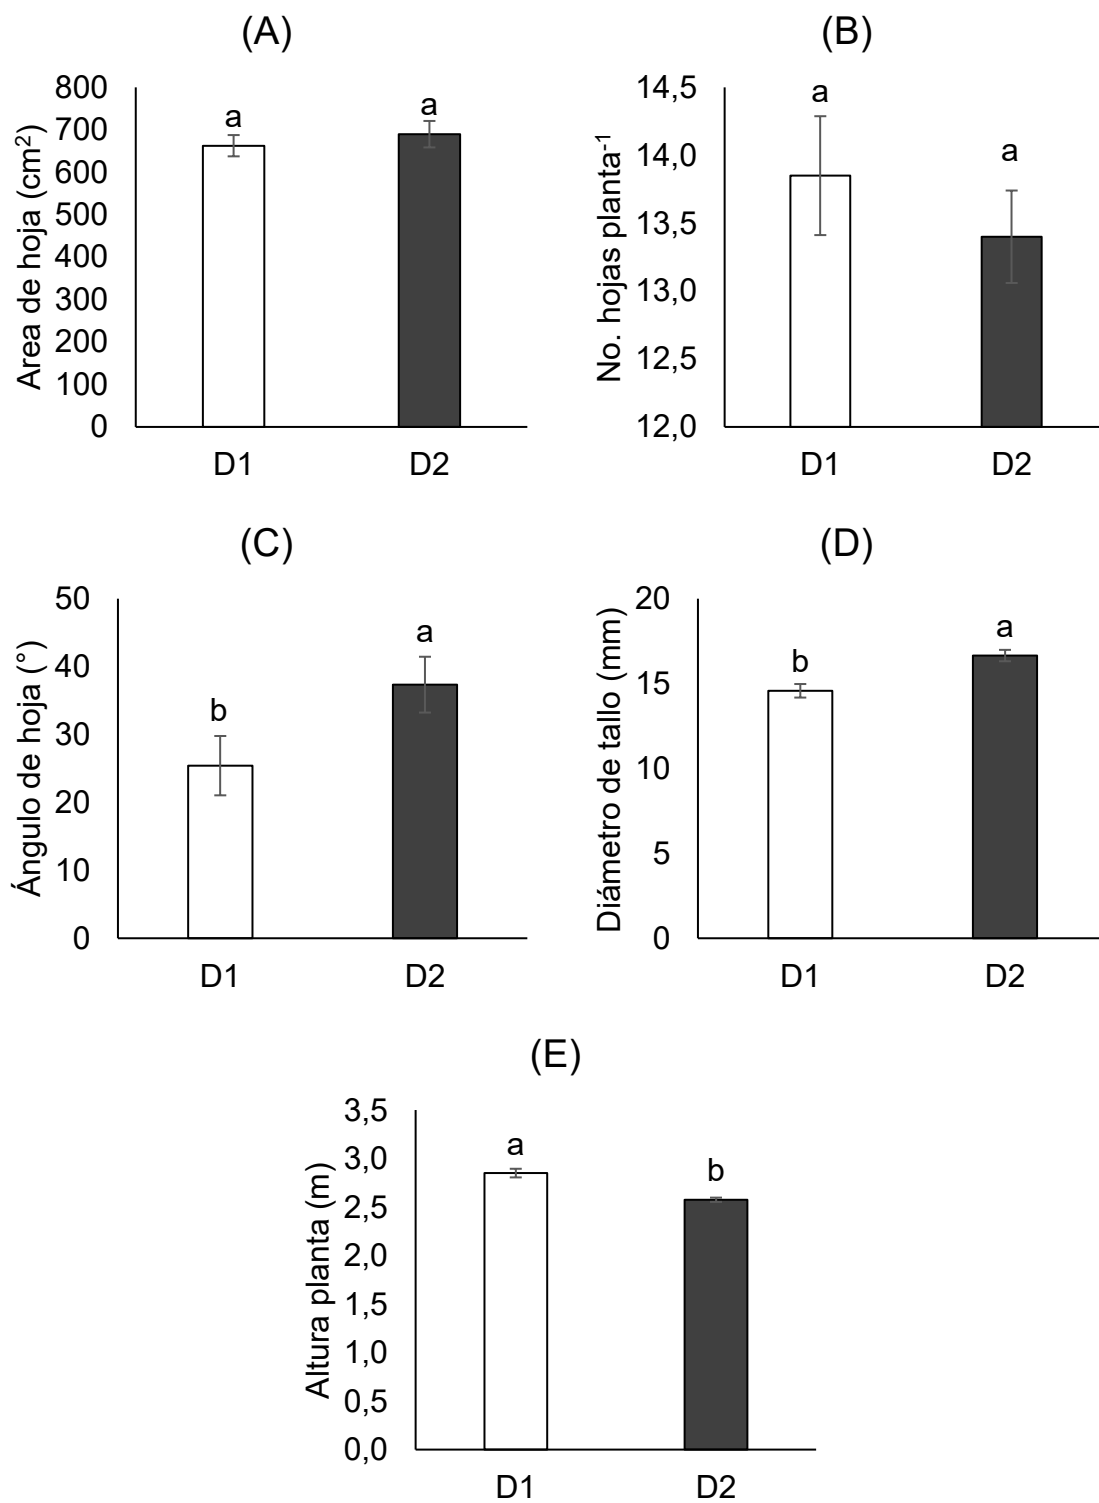 (A)
Area de hoja (cm²)
800
700
600
500
400
300
200
100
0
a
a
D1
D2
(B)
No. hojas planta⁻¹
14,5
14,0
13,5
13,0
12,5
12,0
a
a
D1
D2
(C)
Ángulo de hoja (°)
50
40
30
20
10
0
b
a
D1
D2
(D)
Diámetro de tallo (mm)
20
15
10
5
0
b
a
D1
D2
(E)
Altura planta (m)
3,5
3,0
2,5
2,0
1,5
1,0
0,5
0,0
a
b
D1
D2